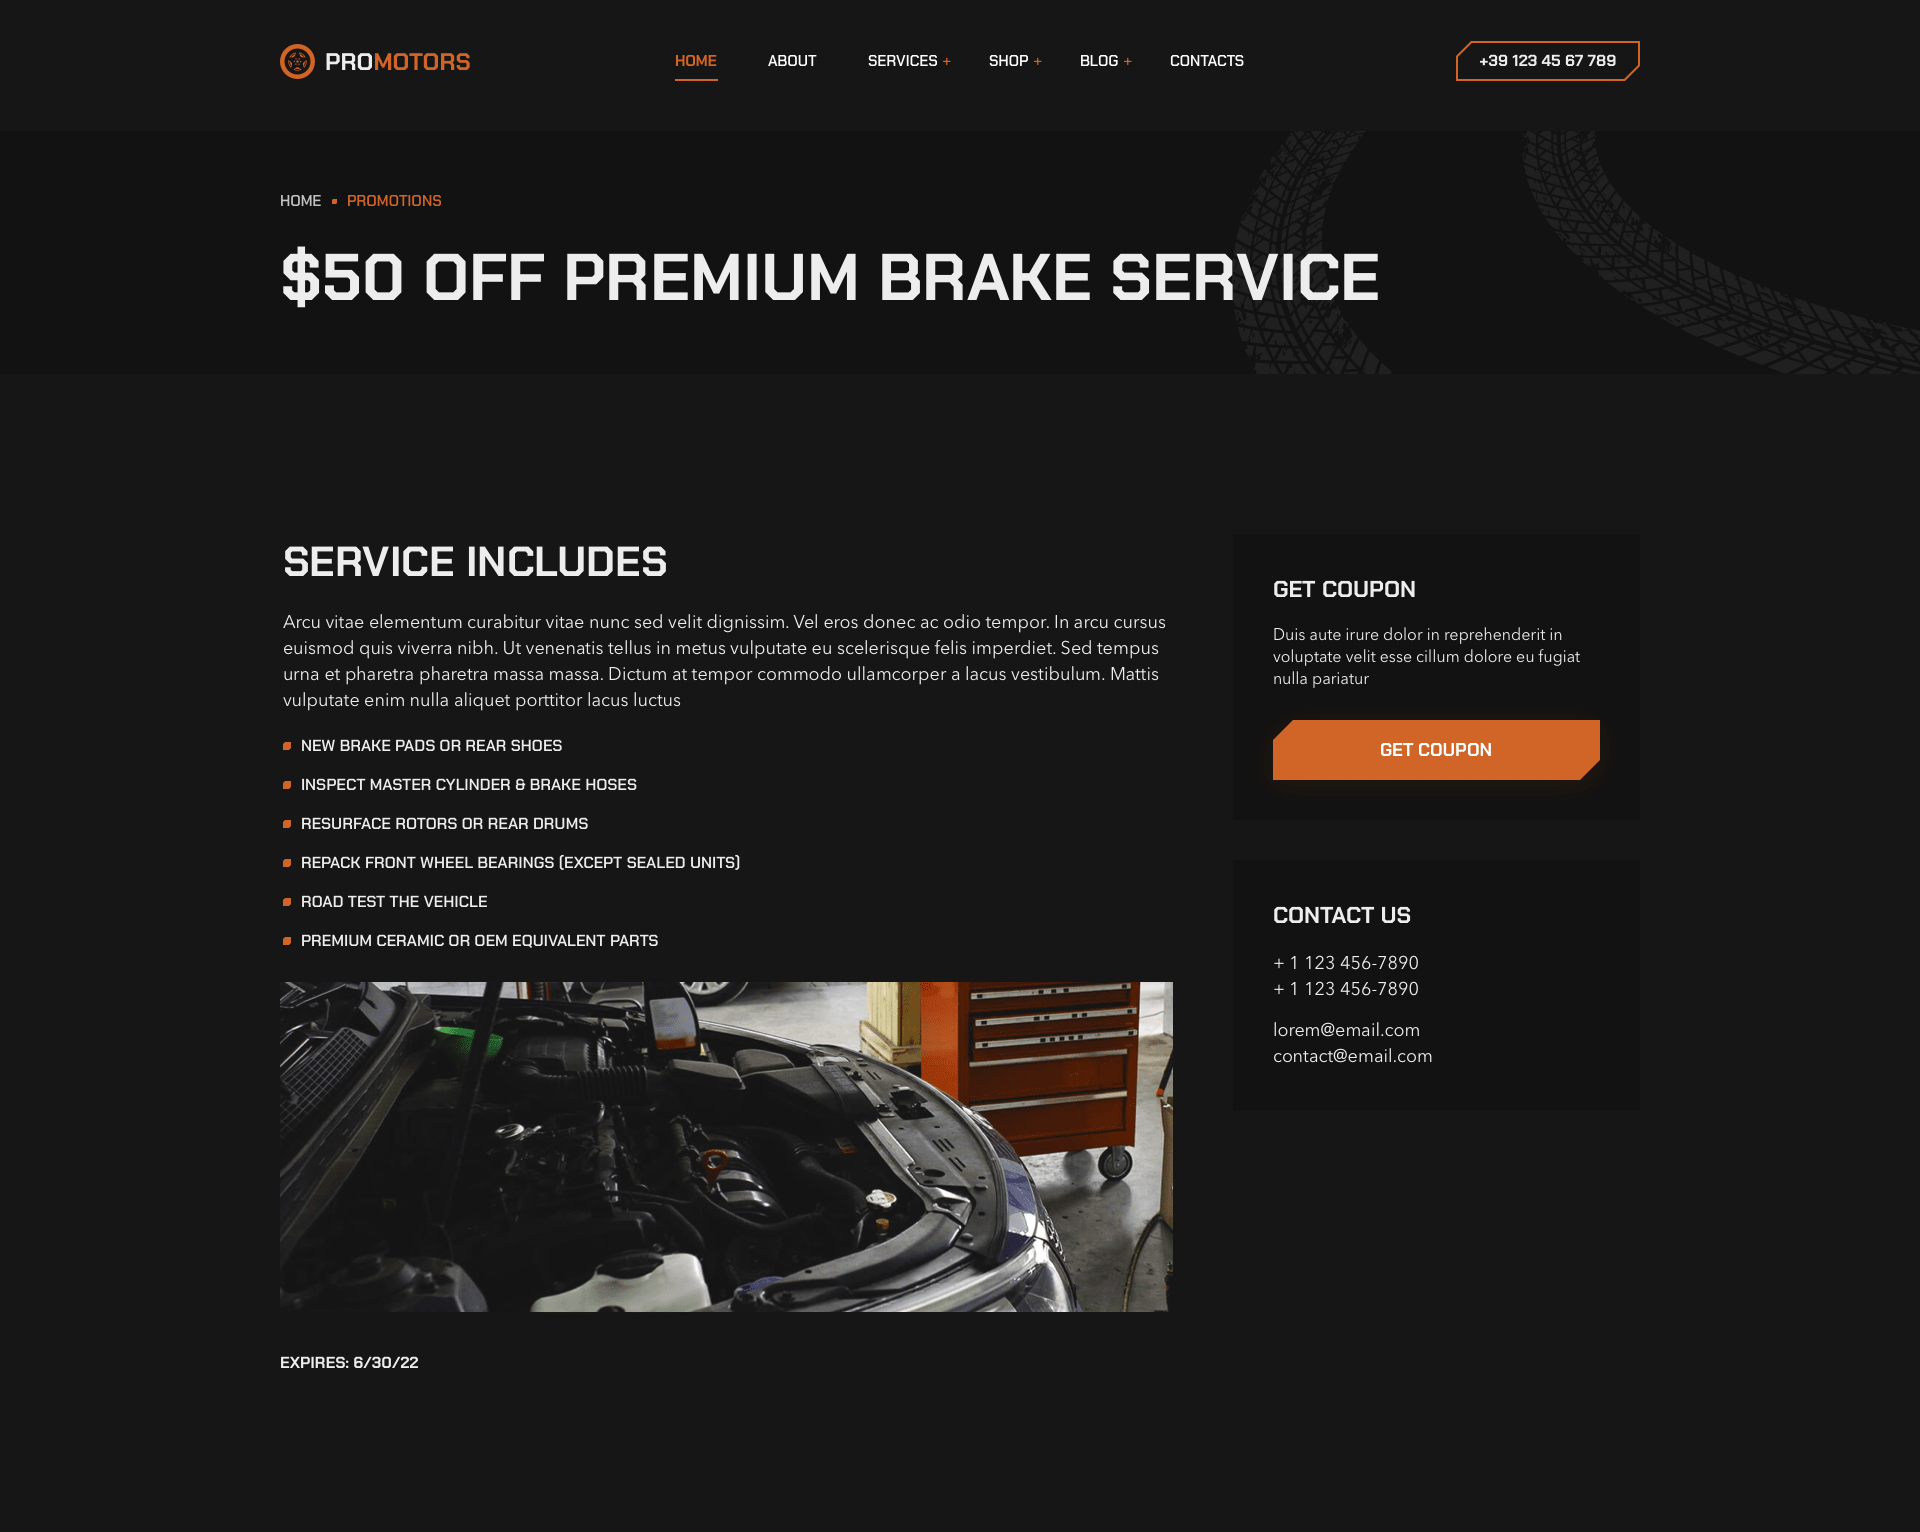 PROMOTORS
HOME
ABOUT
SERVICES +
SHOP +
BLOG +
CONTACTS
+39 123 45 67 789
HOME
PROMOTIONS
$50 OFF PREMIUM BRAKE SERVICE
SERVICE INCLUDES
Arcu vitae elementum curabitur vitae nunc sed velit dignissim. Vel eros donec ac odio tempor. In arcu cursus
euismod quis viverra nibh. Ut venenatis tellus in metus vulputate eu scelerisque felis imperdiet. Sed tempus
urna et pharetra pharetra massa massa. Dictum at tempor commodo ullamcorper a lacus vestibulum. Mattis
vulputate enim nulla aliquet porttitor lacus luctus
NEW BRAKE PADS OR REAR SHOES
INSPECT MASTER CYLINDER & BRAKE HOSES
RESURFACE ROTORS OR REAR DRUMS
REPACK FRONT WHEEL BEARINGS (EXCEPT SEALED UNITS)
ROAD TEST THE VEHICLE
PREMIUM CERAMIC OR OEM EQUIVALENT PARTS
EXPIRES: 6/30/22
GET COUPON
Duis aute irure dolor in reprehenderit in
voluptate velit esse cillum dolore eu fugiat
nulla pariatur
GET COUPON
CONTACT US
+ 1 123 456-7890
+ 1 123 456-7890
lorem@email.com
contact@email.com